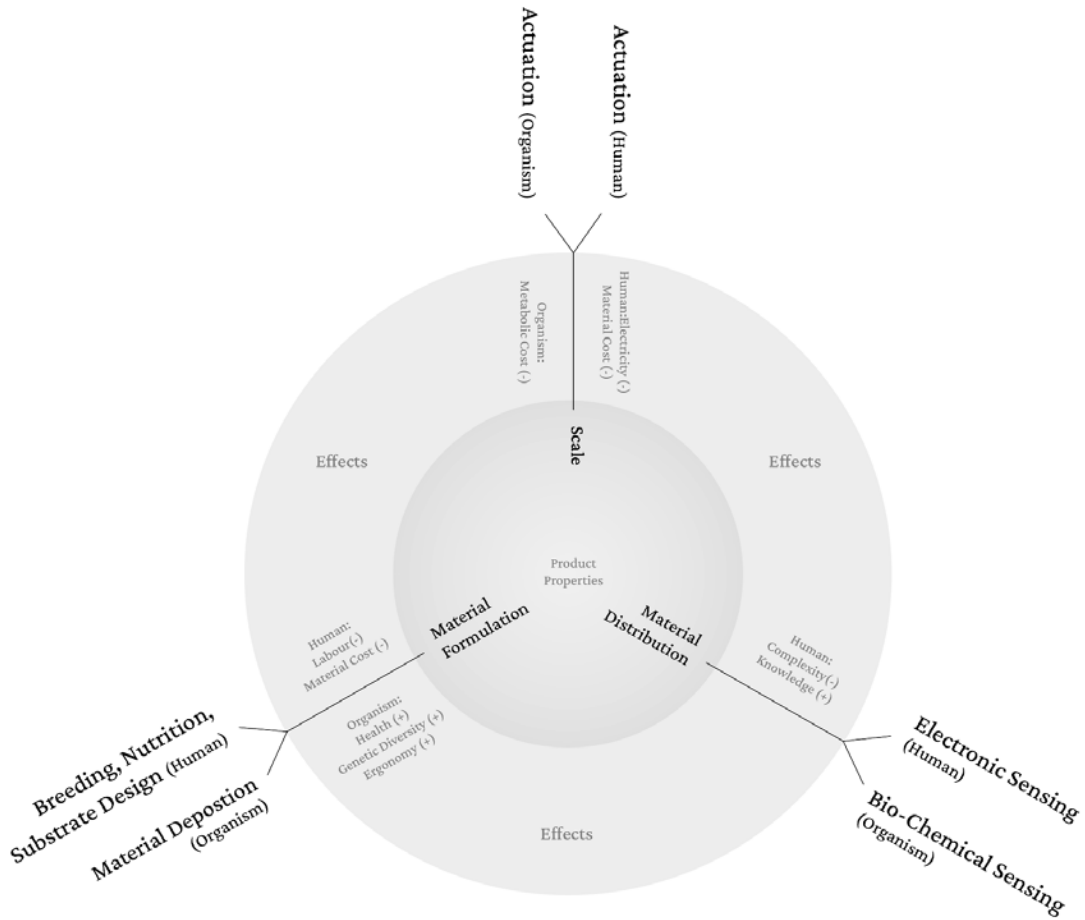 Actuation (Organism)
Actuation (Human)
Organism:
Metabolic Cost (-)
Human:Electricity (-)
Material Cost (-)
Scale
Effects
Effects
Product
Properties
Material
Formulation
Material
Distribution
Human:
Labour(-)
Material Cost (-)
Organism:
Health (+)
Genetic Diversity (+)
Ergonomy (+)
Human:
Complexity(-)
Knowledge (+)
Breeding, Nutrition,
Substrate Design (Human)
Material Depostion
(Organism)
Electronic Sensing
(Human)
Bio-Chemical Sensing
(Organism)
Effects